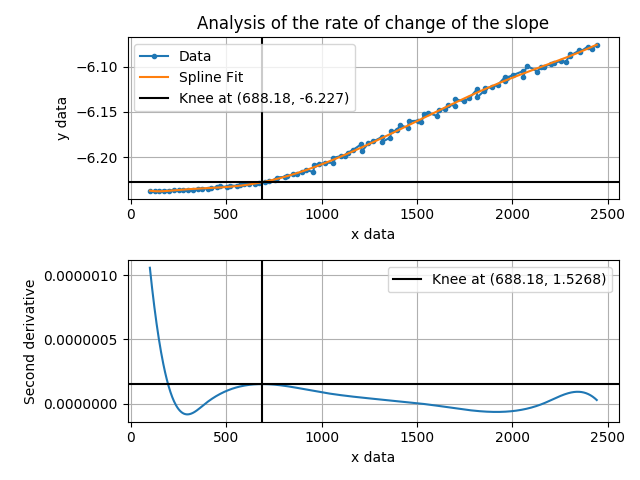 Analysis of the rate of change of the slope
Data
Spline Fit
Knee at (688.18, -6.227)
−6.10
−6.15
−6.20
y data
0 500 1000 1500 2000 2500
x data
Knee at (688.18, 1.5268)
0.0000010
0.0000005
0.0000000
Second derivative
0 500 1000 1500 2000 2500
x data